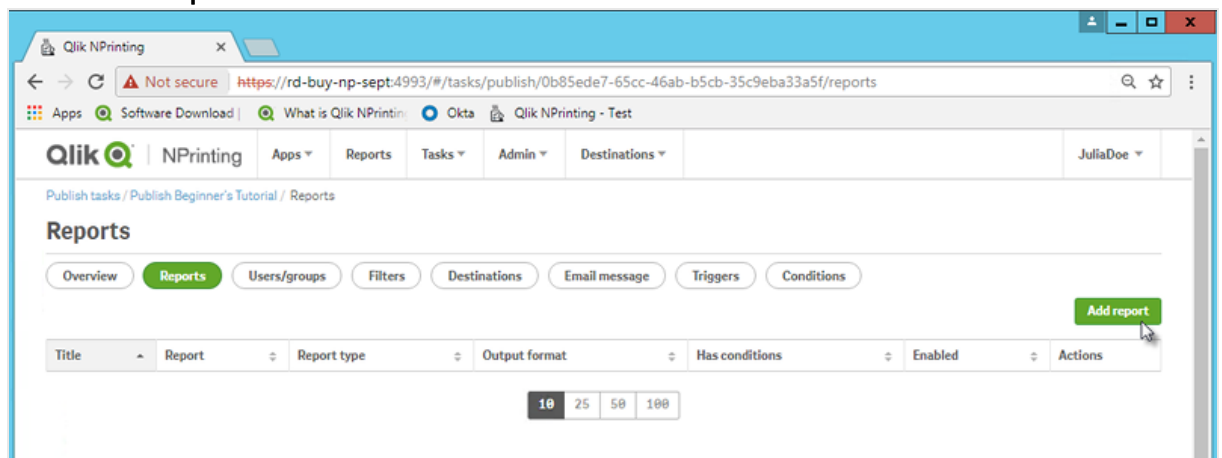 Qlik NPrinting
Not secure https://rd-buy-np-sept:4993/#/tasks/publish/0b85ede7-65cc-46ab-b5cb-35c9eba33a5f/reports
Apps Software Download | What is Qlik NPrinting Okta Qlik NPrinting - Test
Qlik NPrinting Apps Reports Tasks Admin Destinations JuliaDoe
Publish tasks / Publish Beginner's Tutorial / Reports
Reports
Overview Reports Users/groups Filters Destinations Email message Triggers Conditions
Add report
Title Report Report type Output format Has conditions Enabled Actions
10 25 50 100